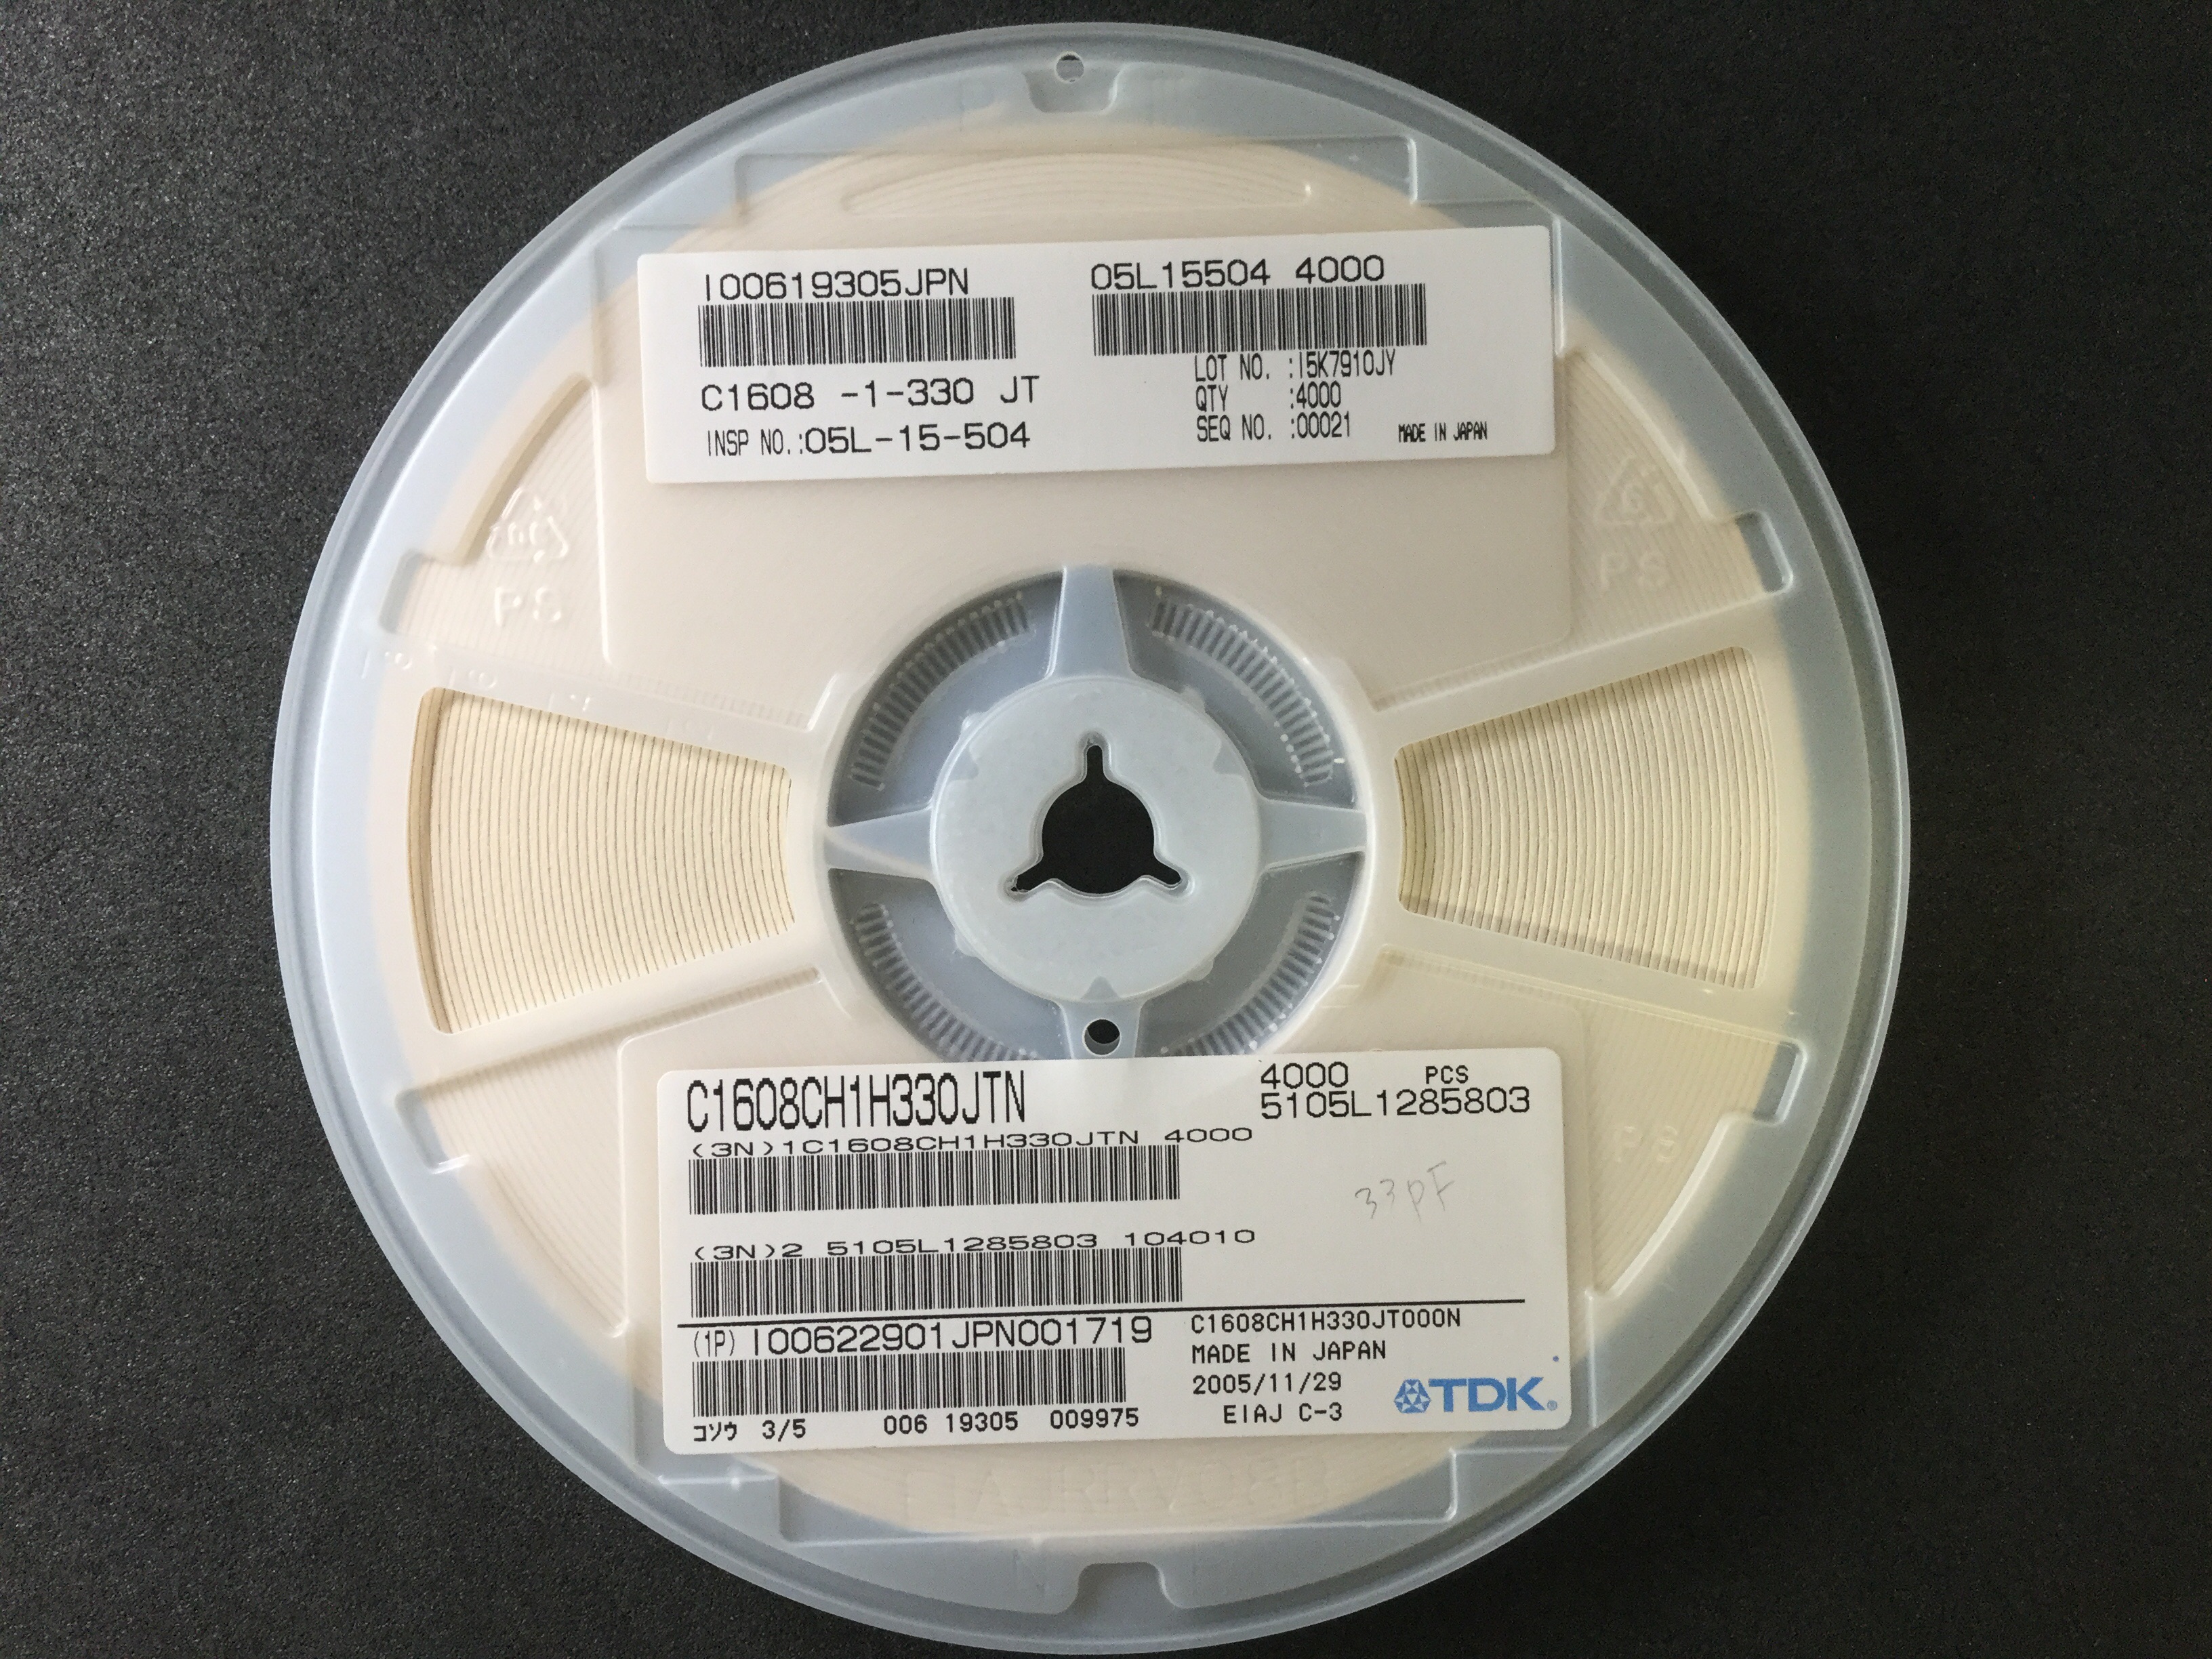 I00619305JPN
05L15504 4000
C1608 -1-330 JT
INSP NO.:05L-15-504
LOT NO. :I5K7910JY
QTY :4000
SEQ NO. :00021
MADE IN JAPAN
PS
PS
C1608CH1H330JTN
4000 PCS
5105L1285803
(3N)1C1608CH1H330JTN 4000
33pF
PS
(3N)2 5105L1285803 104010
(1P) I00622901JPN001719
C1608CH1H330JT000N
MADE IN JAPAN
2005/11/29
EIAJ C-3
TDK
コソウ 3/5 006 19305 009975